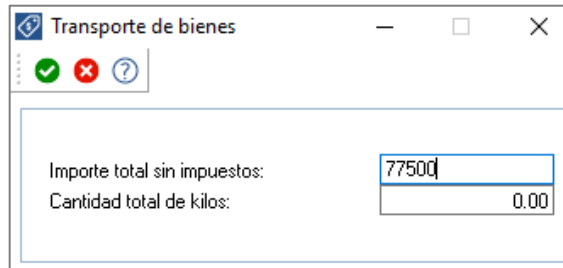 Transporte de bienes
Importe total sin impuestos: 77500
Cantidad total de kilos: 0.00